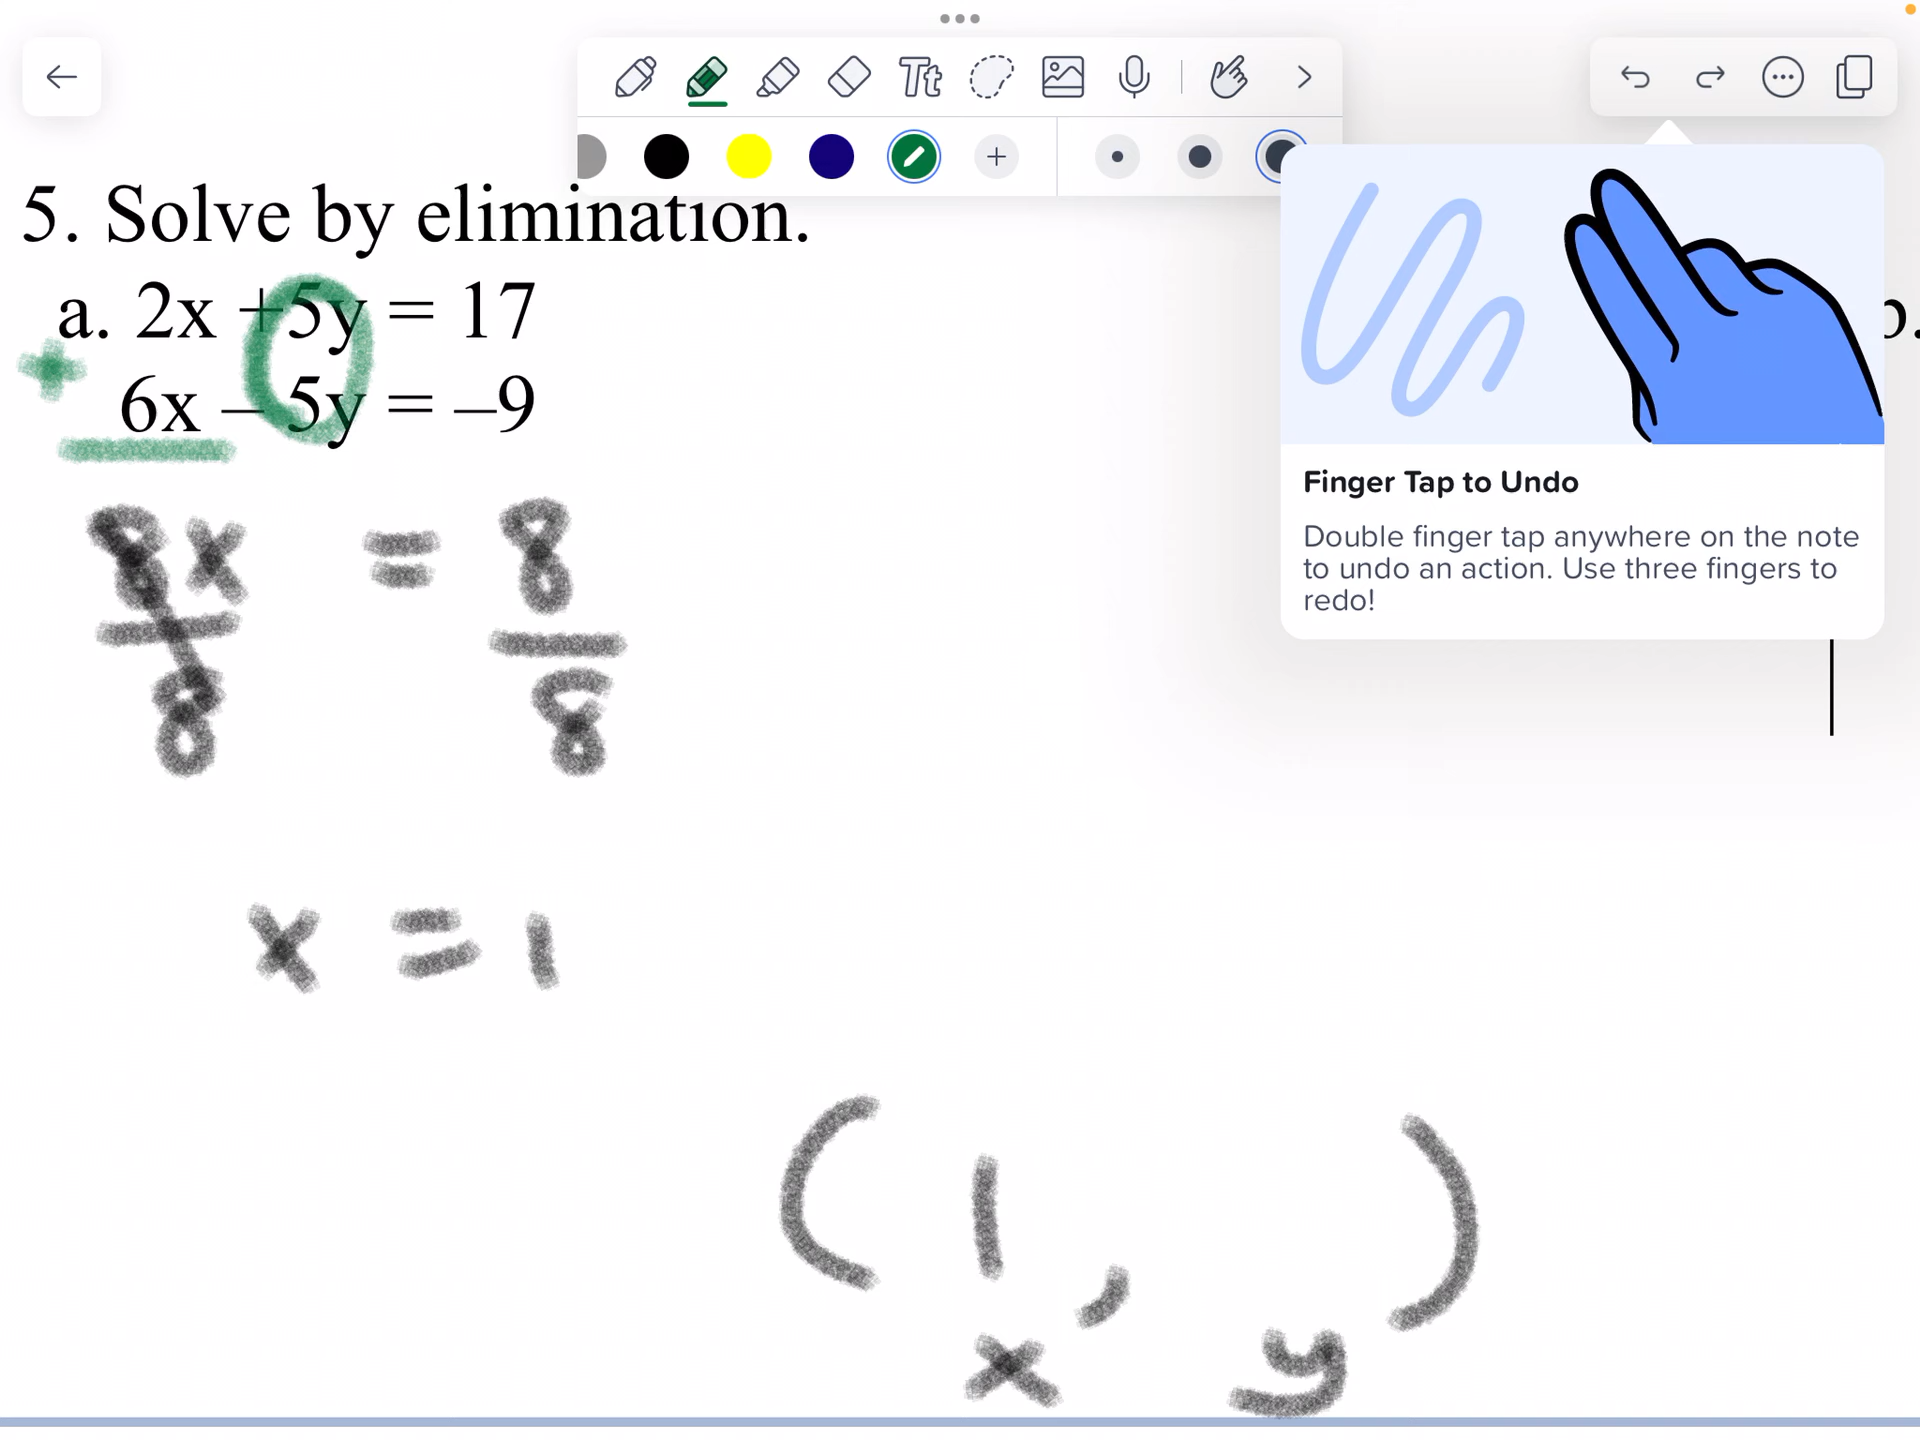 Tt
5. Solve by elimination.
a. 2x +5y = 17
+ 6x – 5y = –9
b.
Finger Tap to Undo
Double finger tap anywhere on the note
to undo an action. Use three fingers to
redo!
8x = 8
8 8
x = 1
( 1 , )
x y